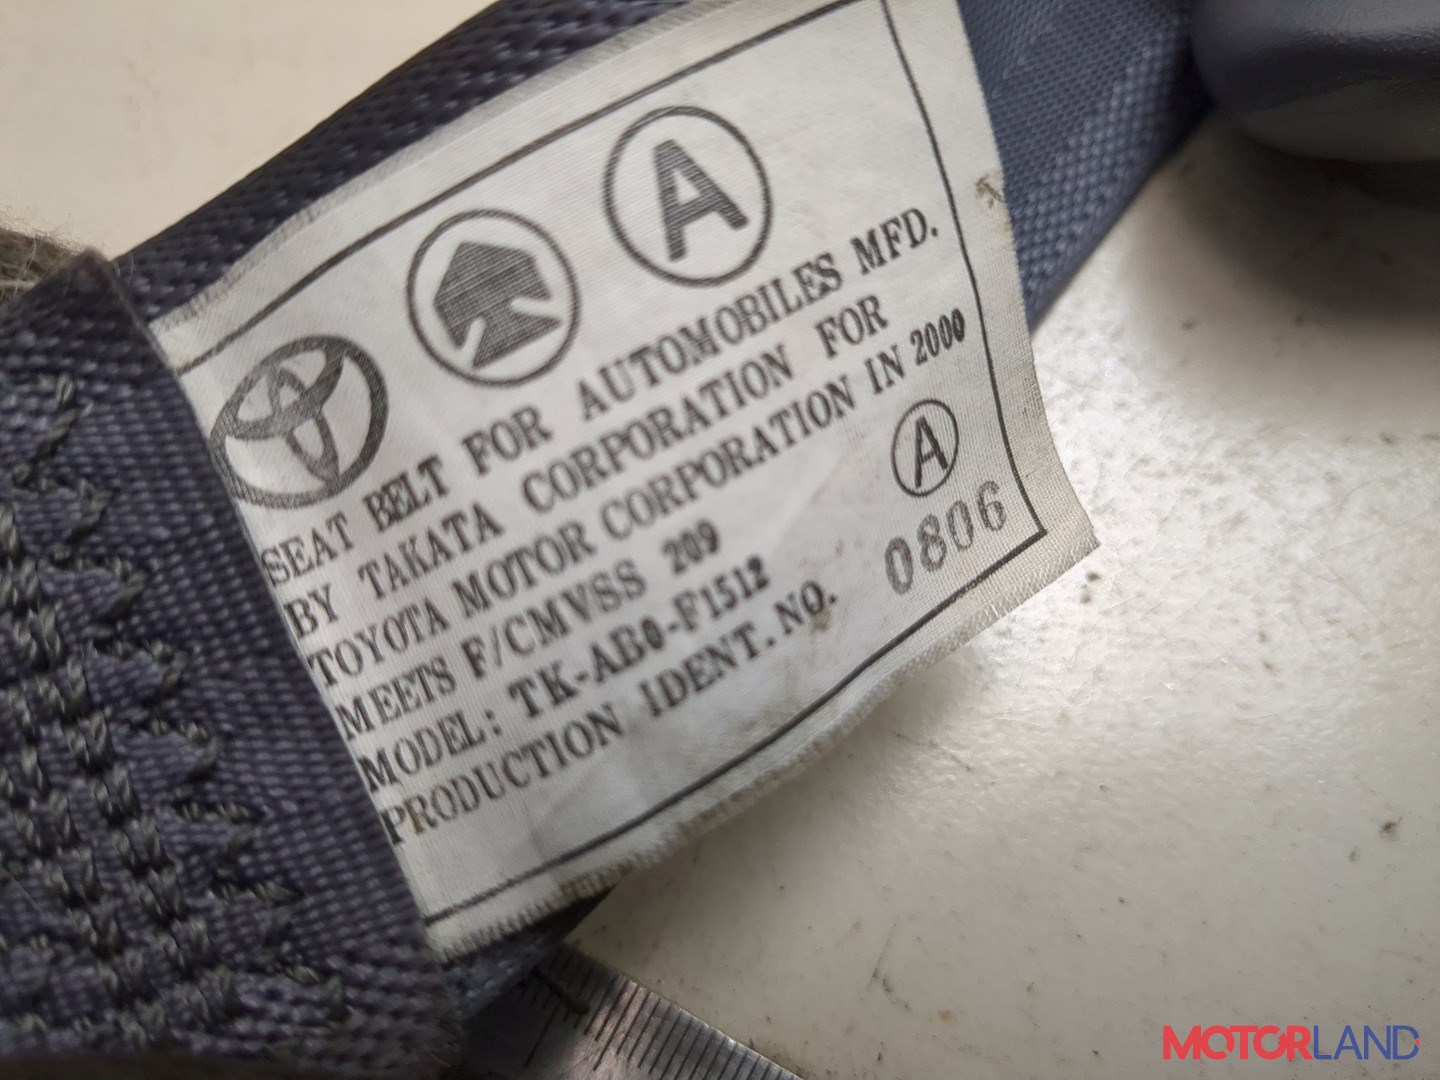 A
SEAT BELT FOR AUTOMOBILES MFD.
BY TAKATA CORPORATION FOR
TOYOTA MOTOR CORPORATION IN 2000
MEETS F/CMVSS 209
A
MODEL: TK-AB0-F1512
PRODUCTION IDENT. NO. 0806
MOTORLAND